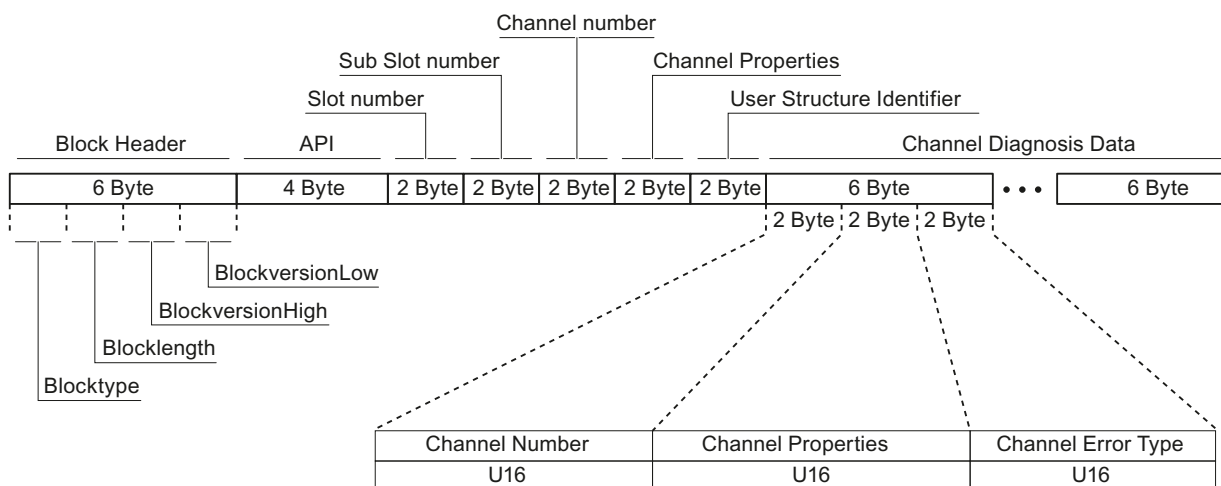 Channel number
Sub Slot number
Channel Properties
Slot number
User Structure Identifier
Block Header
API
Channel Diagnosis Data
6 Byte
4 Byte
2 Byte
2 Byte
2 Byte
2 Byte
2 Byte
6 Byte
• • •
6 Byte
2 Byte
2 Byte
2 Byte
BlockversionLow
BlockversionHigh
Blocklength
Blocktype
Channel Number
Channel Properties
Channel Error Type
U16
U16
U16